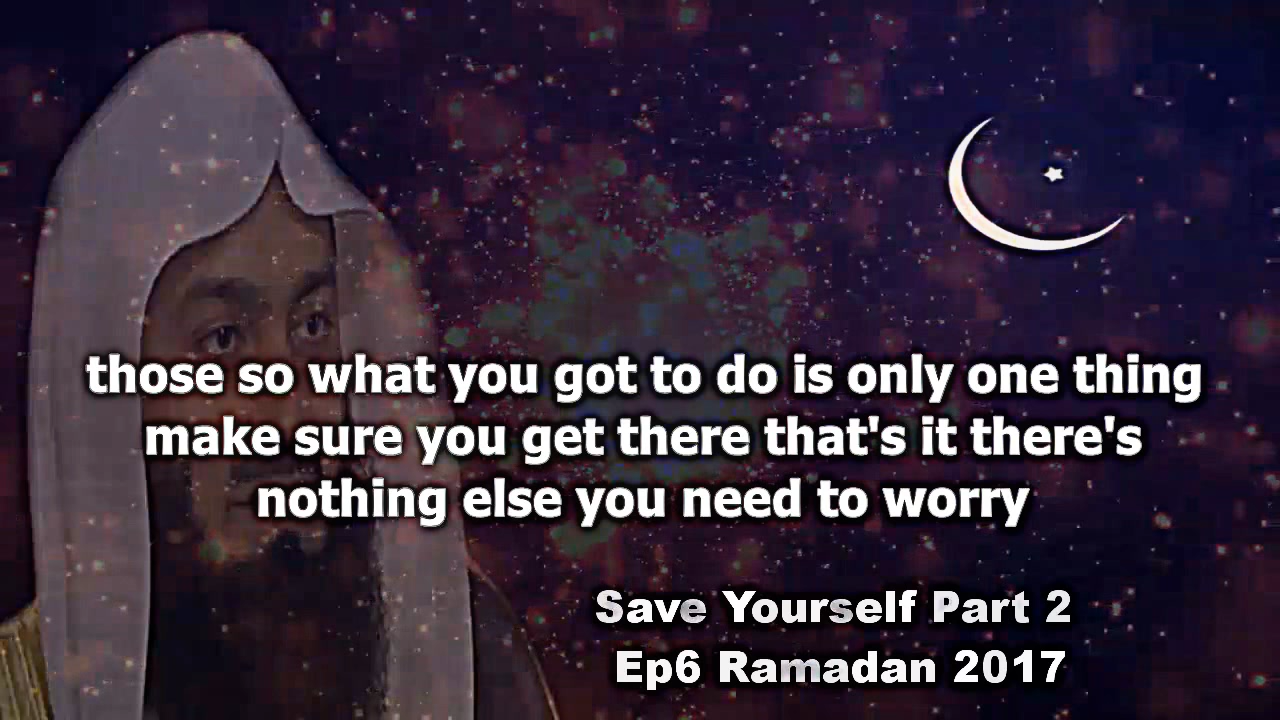 those so what you got to do is only one thing
make sure you get there that's it there's
nothing else you need to worry
Save Yourself Part 2
Ep6 Ramadan 2017